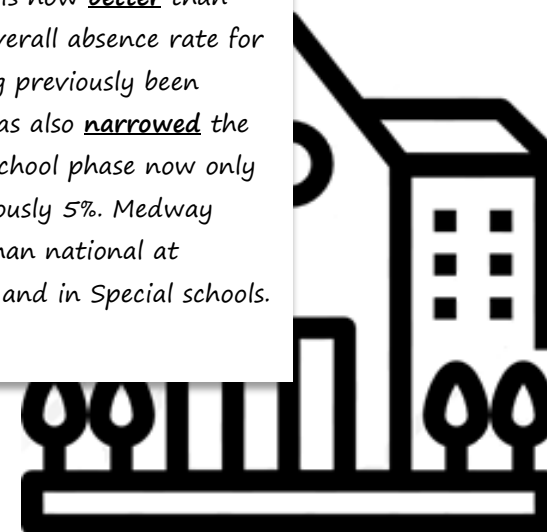 is now better than
verall absence rate for
g previously been
as also narrowed the
chool phase now only
ously 5%. Medway
han national at
and in Special schools.